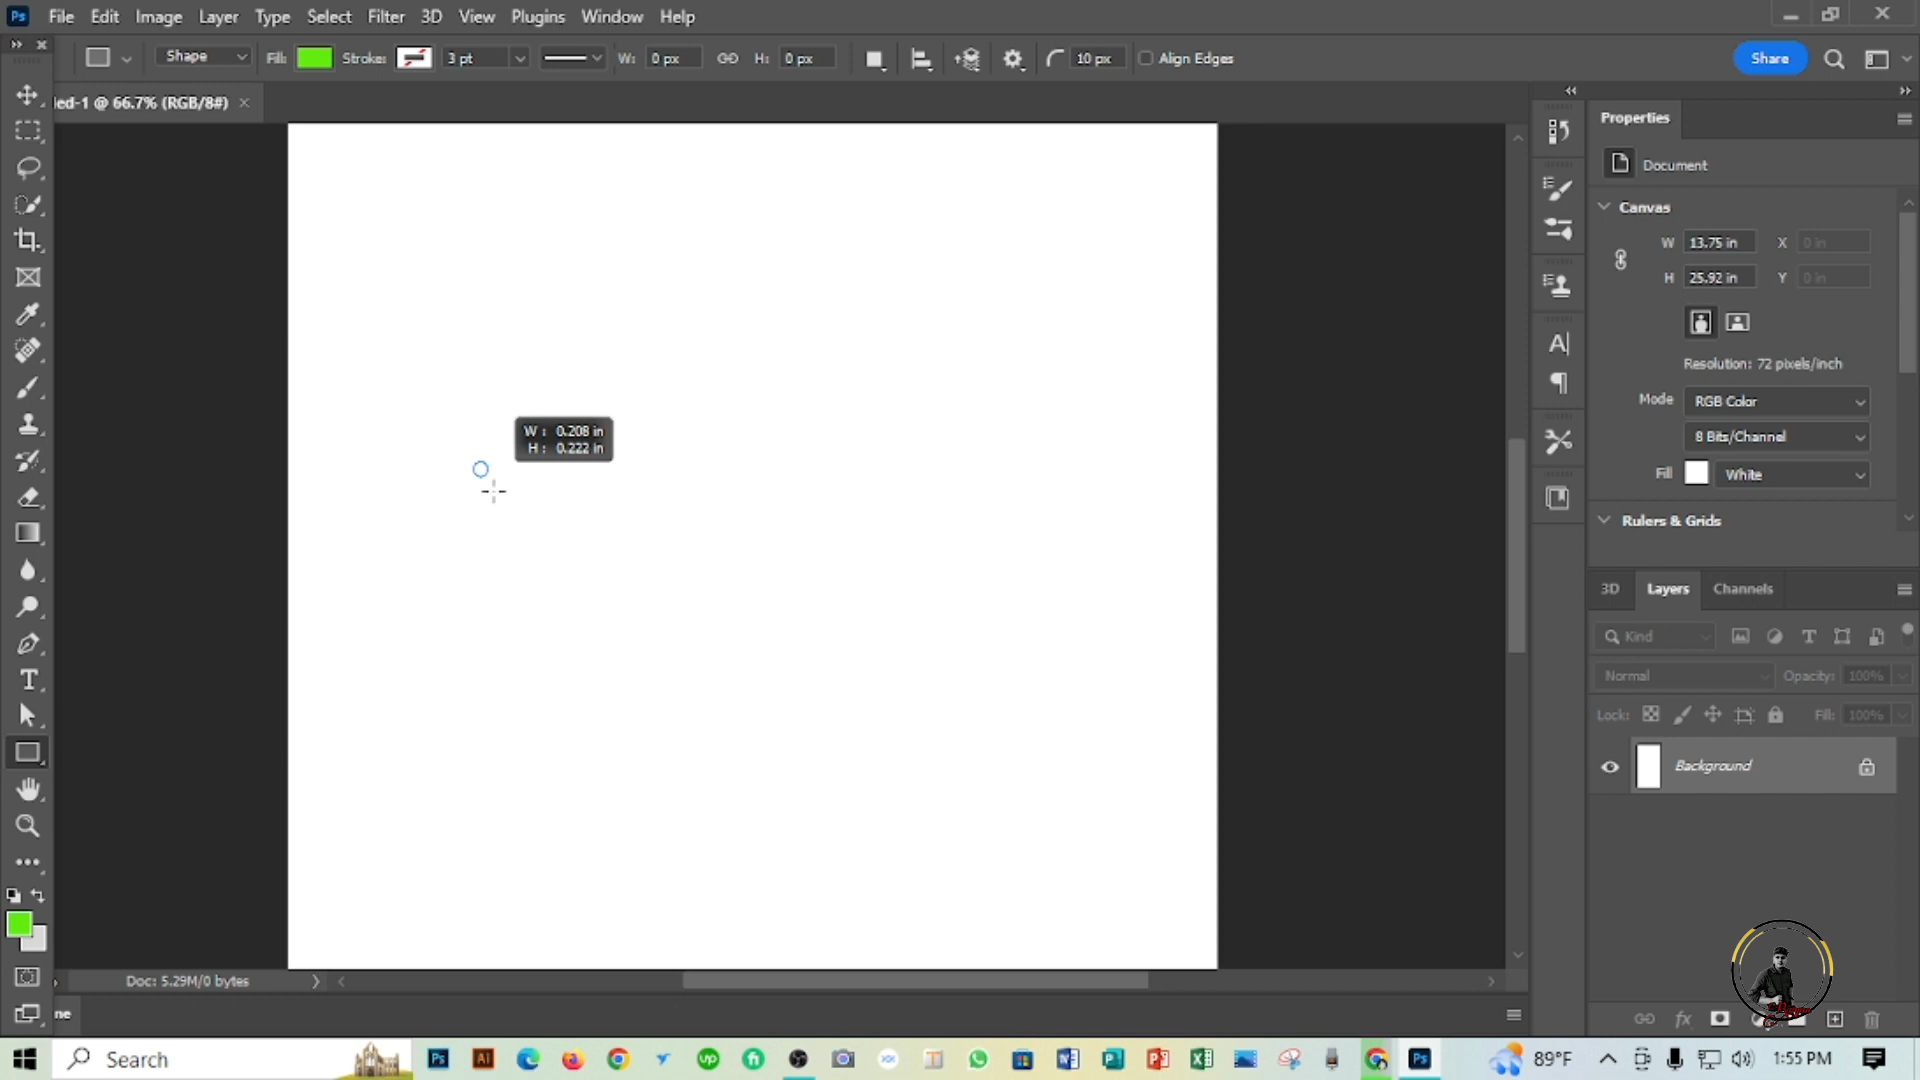 Ps File Edit Image Layer Type Select Filter 3D View Plugins Window Help
Shape Fill: Stroke: 3 pt W: 0 px H: 0 px 10 px Align Edges Share
led-1 @ 66.7% (RGB/8#)
Properties
Document
Canvas
W 13.75 in X 0 in
H 25.92 in Y 0 in
Resolution: 72 pixels/inch
Mode RGB Color
8 Bits/Channel
Fill White
Rulers & Grids
W : 0.208 in
H : 0.222 in
3D Layers Channels
Kind
Normal Opacity: 100%
Lock: Fill: 100%
Background
fx
Doc: 5.29M/0 bytes
ne
Search
89°F 1:55 PM